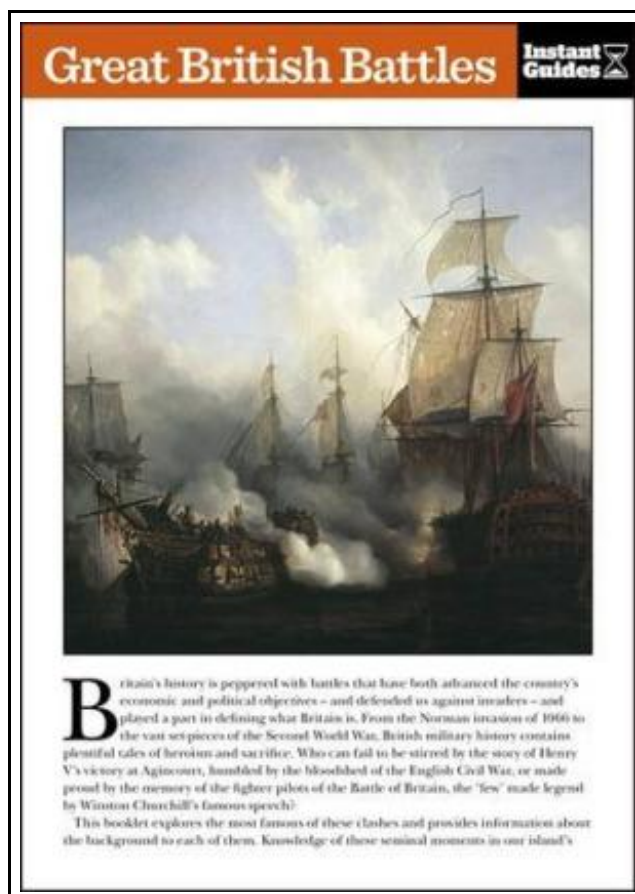 Great British Battles
Instant
Guides
Britain's history is peppered with battles that have both advanced the country's
economic and political objectives – and defended us against invaders – and
played a part in defining what Britain is. From the Norman invasion of 1066 to
the vast set-pieces of the Second World War, British military history contains
plentiful tales of heroism and sacrifice. Who can fail to be stirred by the story of Henry
V's victory at Agincourt, humbled by the bloodshed of the English Civil War, or made
proud by the memory of the fighter pilots of the Battle of Britain, the 'few' made legend
by Winston Churchill's famous speech?
This booklet explores the most famous of these clashes and provides information about
the background to each of them. Knowledge of these seminal moments in our island's